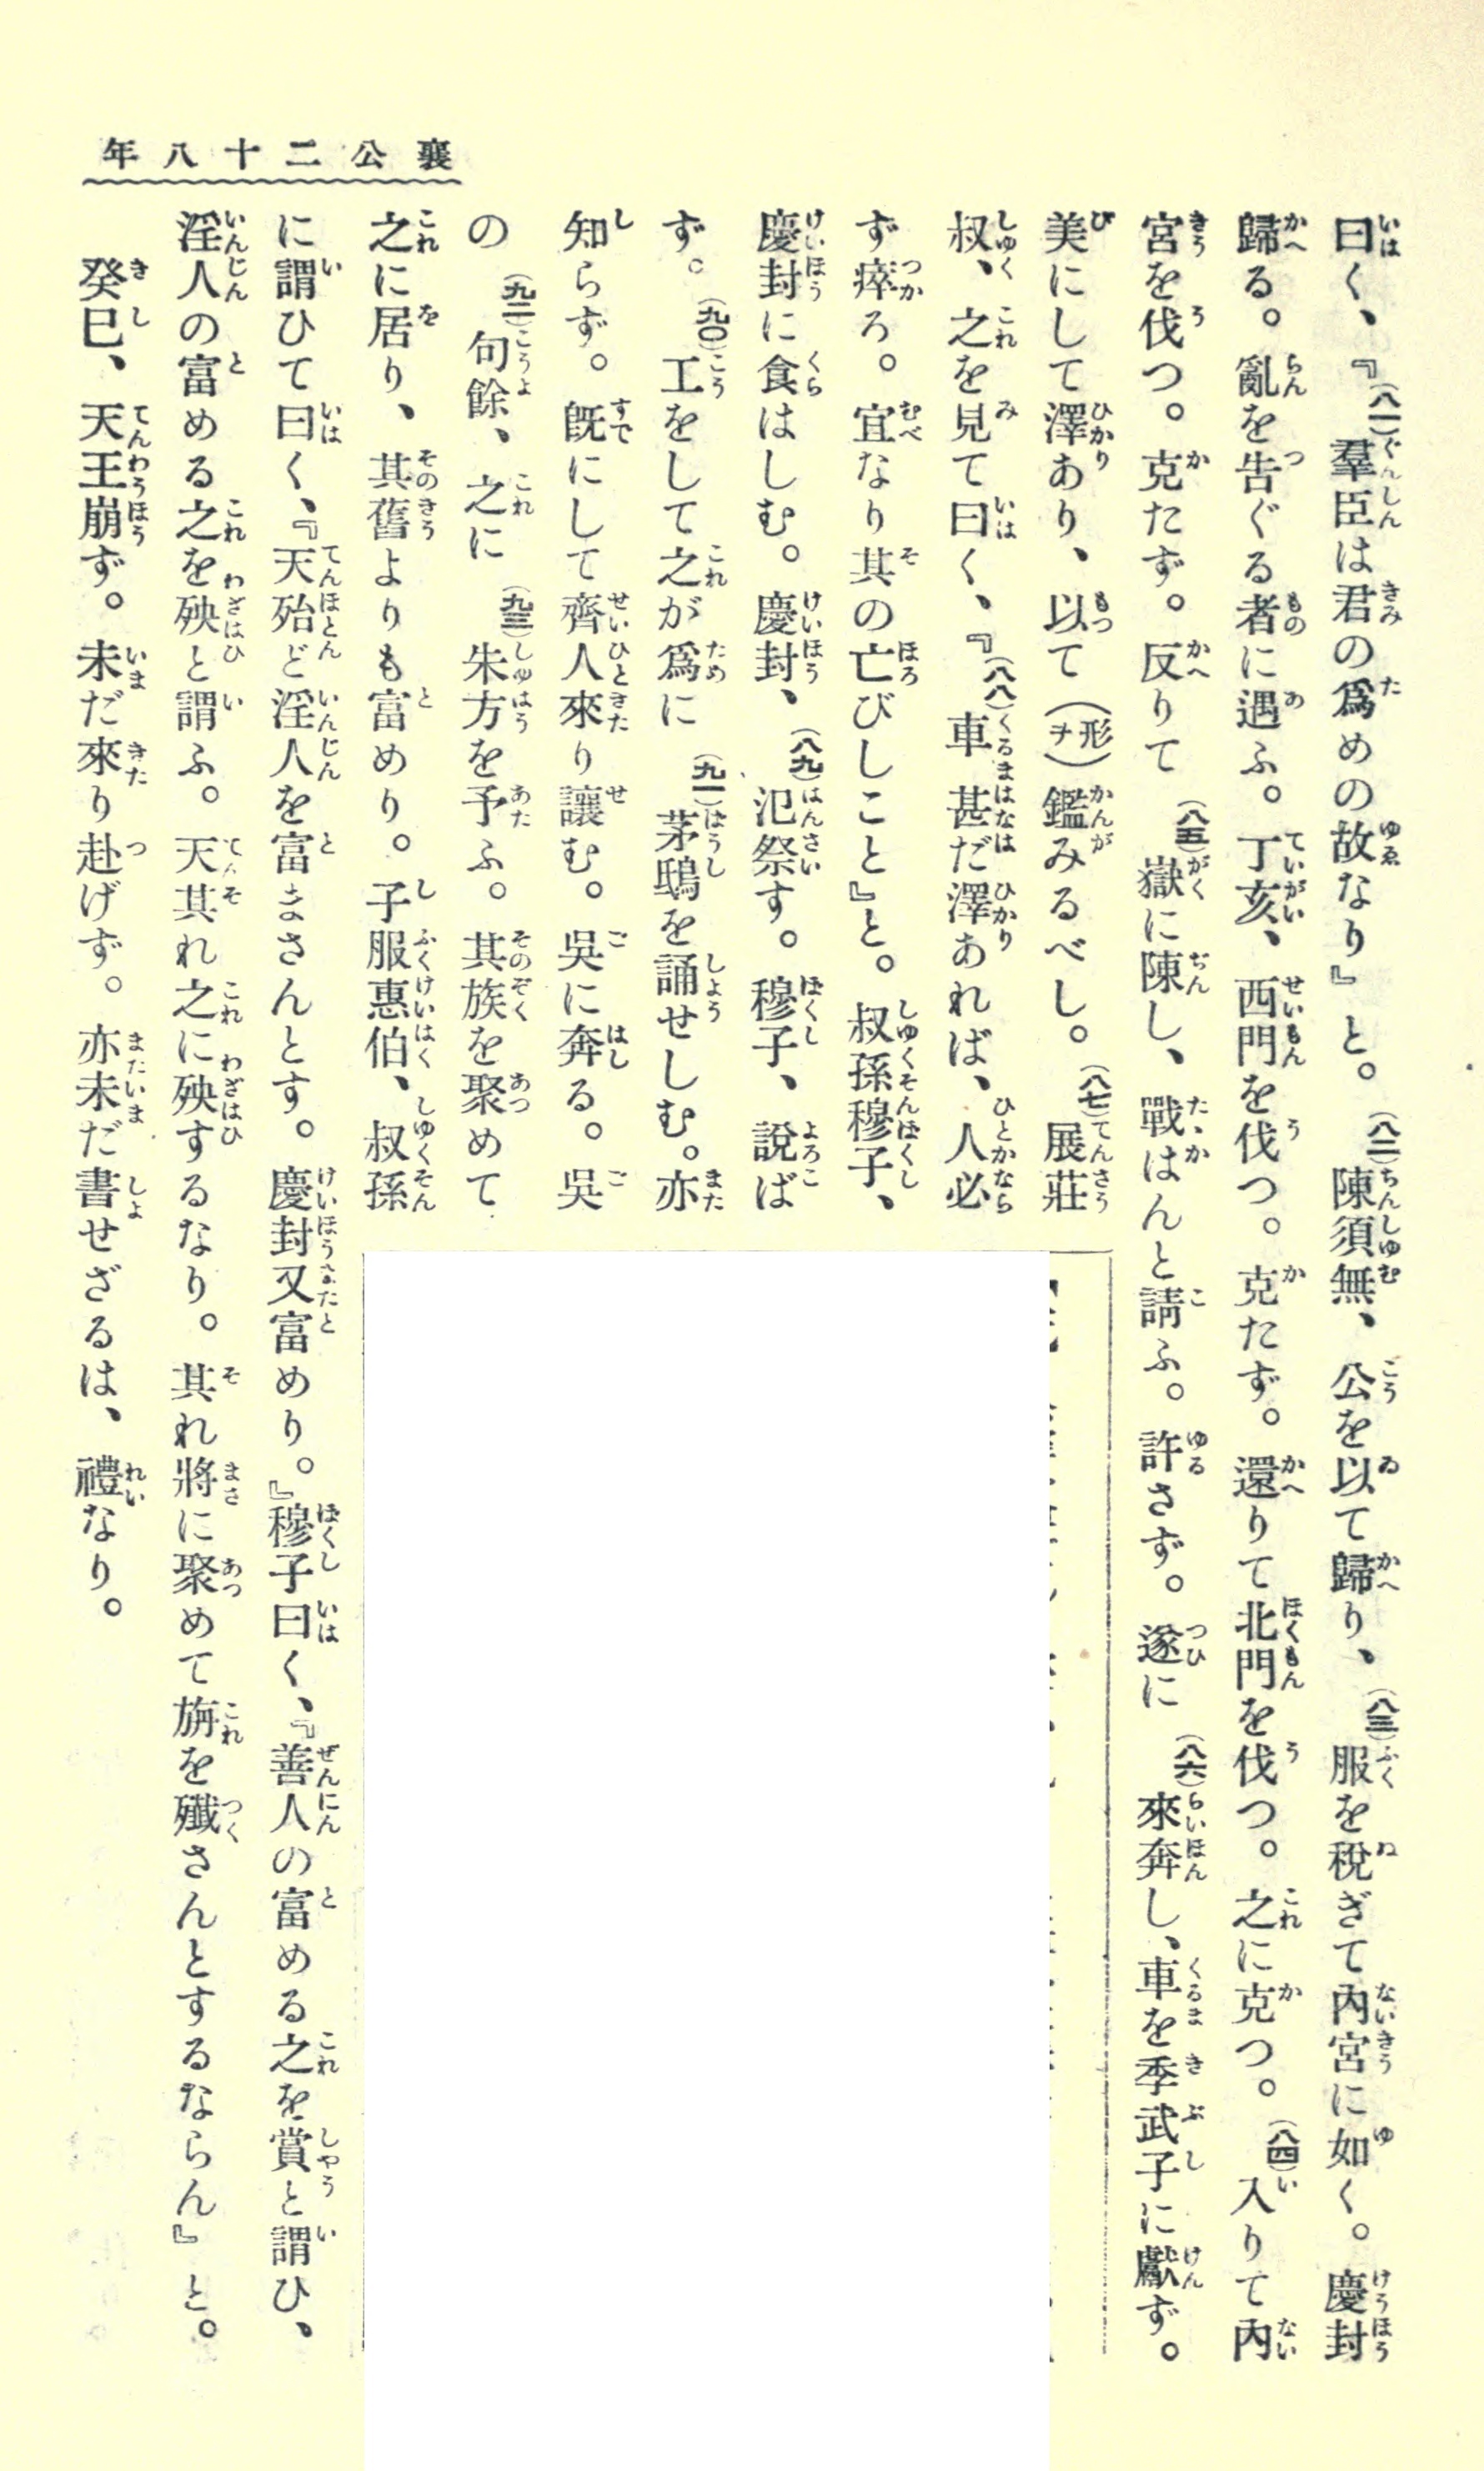 襄公二十八年
曰く、『(八一)羣臣は君の爲めの故なり』と。(八二)陳須無、公を以て歸り、(八三)服を稅ぎて內宮に如く。慶封
歸る。亂を告ぐる者に遇ふ。丁亥、西門を伐つ。克たず。還りて北門を伐つ。之に克つ。(八四)入りて內
宮を伐つ。克たず。反りて(八五)嶽に陳し、戰はんと請ふ。許さず。遂に(八六)來奔し、車を季武子に獻ず。
美にして澤あり、以て(形ヲ)鑑みるべし。(八七)展莊
叔、之を見て曰く、『(八八)車甚だ澤あれば、人必
ず瘁ろ。宜なり其の亡びしこと』と。叔孫穆子、
慶封に食はしむ。慶封、(八九)氾祭す。穆子、說ば
ず。(九〇)工をして之が爲に(九一)茅鴟を誦せしむ。亦
知らず。既にして齊人來り讓む。吳に奔る。吳
の(九二)句餘、之に(九三)朱方を予ふ。其族を聚めて
之に居り、其舊よりも富めり。子服惠伯、叔孫
に謂ひて曰く、『天殆ど淫人を富まさんとす。慶封又富めり。』穆子曰く、『善人の富める之を賞と謂ひ、
淫人の富める之を殃と謂ふ。天其れ之に殃するなり。其れ將に聚めて旃を殲さんとするならん』と。
癸巳、天王崩ず。未だ來り赴げず。亦未だ書せざるは、禮なり。